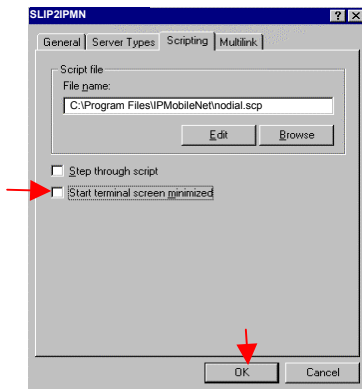 SLIP2IPMN
General Server Types Scripting Multilink
Script file
File name:
C:\Program Files\IPMobileNet\nodial.scp
Edit Browse
Step through script
Start terminal screen minimized
OK Cancel